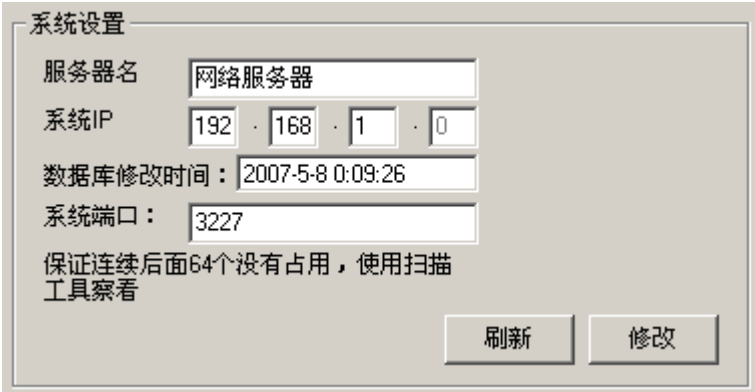 系统设置
服务器名 网络服务器
系统IP 192 . 168 . 1 . 0
数据库修改时间： 2007-5-8 0:09:26
系统端口： 3227
保证连续后面64个没有占用，使用扫描
工具察看
刷新 修改